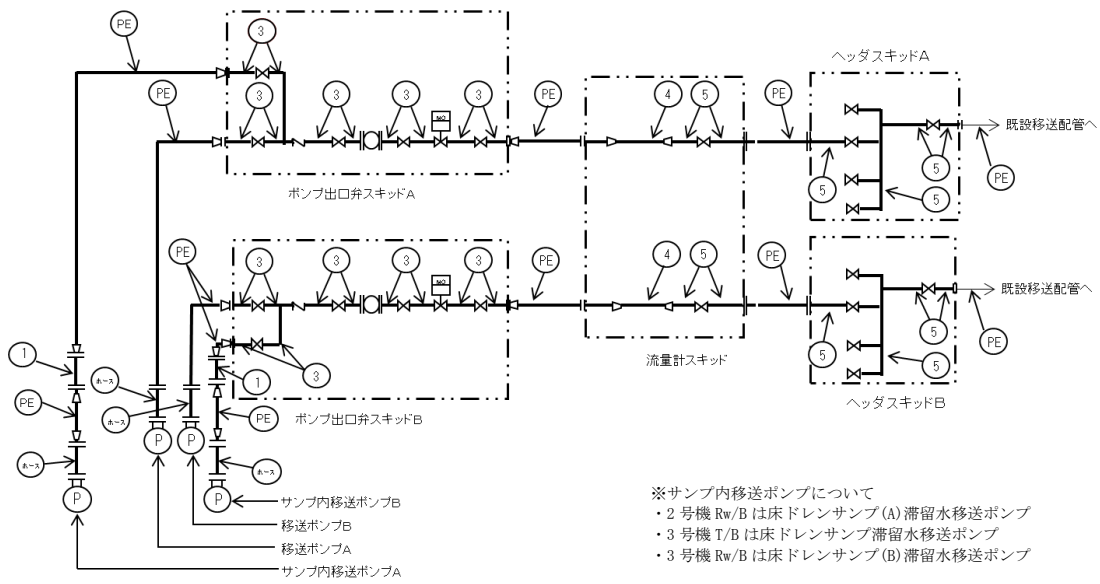 PE
3
ヘッダスキッドA
PE
3
3
3
3
PE
4
5
PE
MO
既設移送配管へ
5
PE
5
5
ポンプ出口弁スキッドA
PE
3
3
3
3
PE
4
5
PE
ヘッダスキッドB
MO
既設移送配管へ
5
PE
5
5
流量計スキッド
1
ホース
1
3
PE
ホース
PE
ポンプ出口弁スキッドB
P
P
ホース
ホース
P
P
サンプ内移送ポンプB
移送ポンプB
移送ポンプA
サンプ内移送ポンプA
※サンプ内移送ポンプについて
・2 号機 Rw/B は床ドレンサンプ(A)滞留水移送ポンプ
・3 号機 T/B は床ドレンサンプ滞留水移送ポンプ
・3 号機 Rw/B は床ドレンサンプ(B)滞留水移送ポンプ